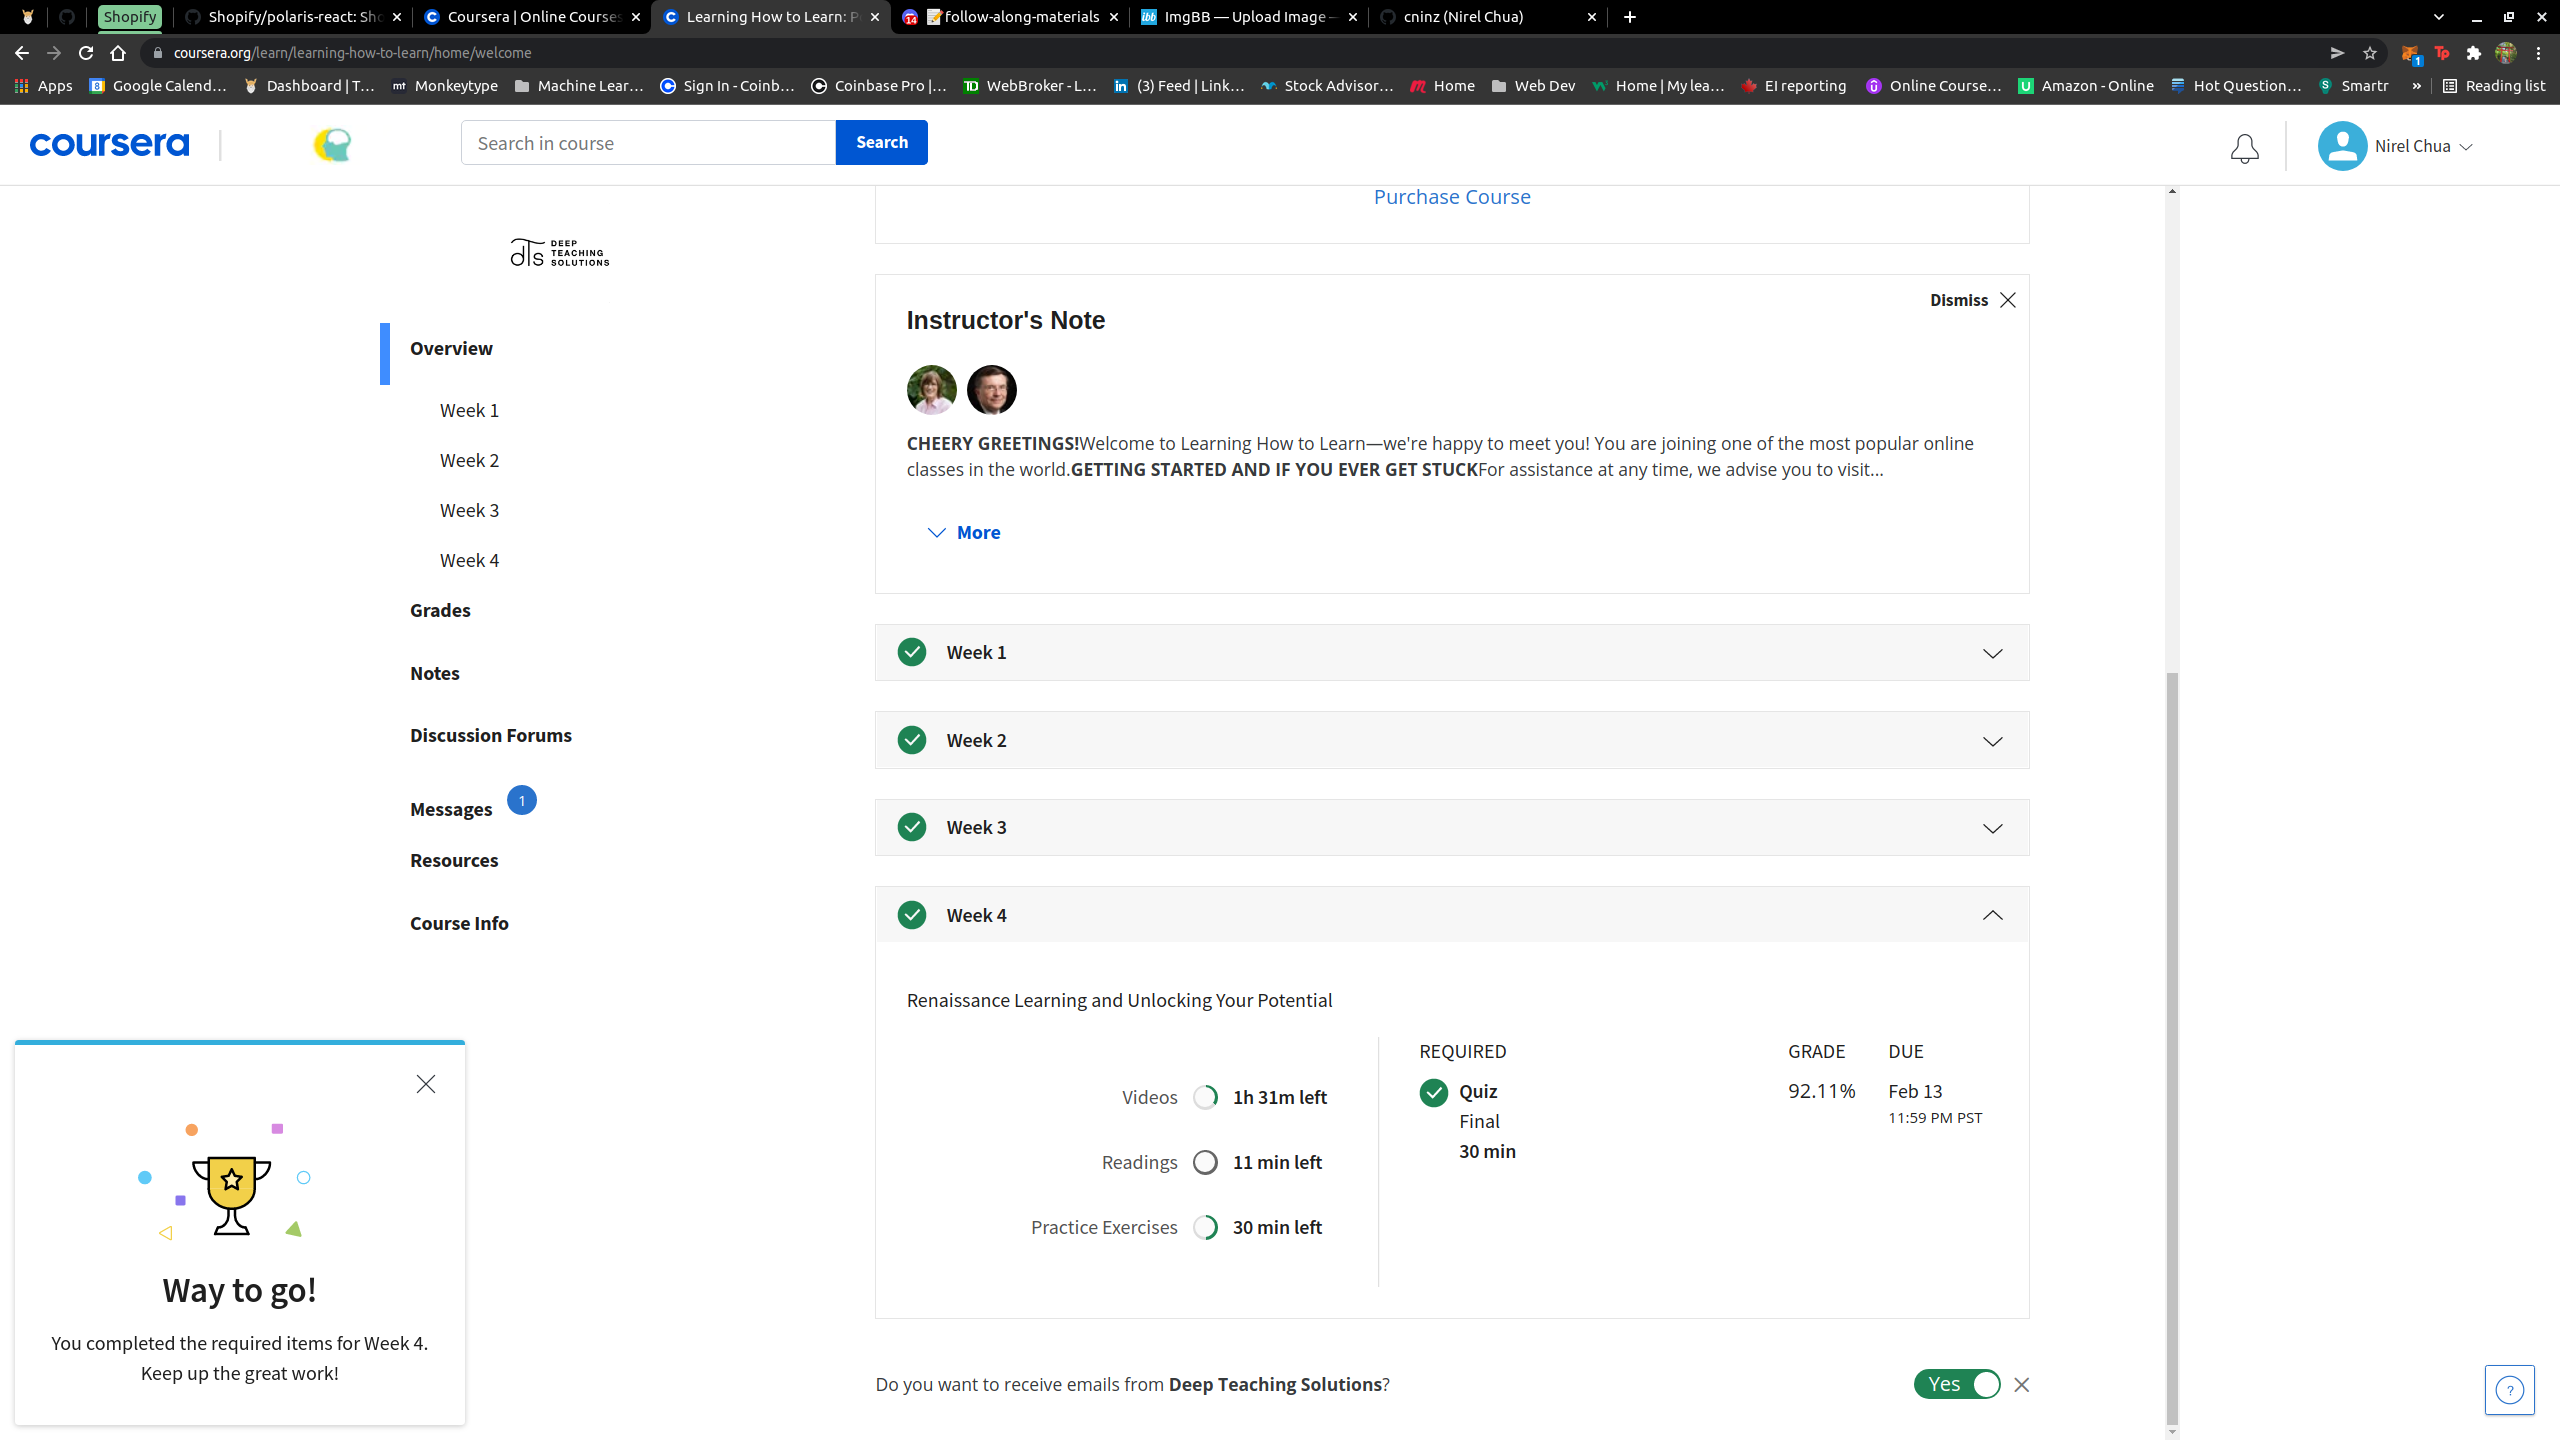 Shopify
Shopify/polaris-react: Sho
Coursera | Online Courses
Learning How to Learn: P
14
follow-along-materials
ibb
ImgBB — Upload Image —
cninz (Nirel Chua)
coursera.org/learn/learning-how-to-learn/home/welcome
Tp
1
Apps
8
Google Calend…
Dashboard | T…
mt
Monkeytype
Machine Lear…
Sign In - Coinb…
Coinbase Pro |…
TD
WebBroker - L…
in
(3) Feed | Link…
Stock Advisor…
Home
Web Dev
Home | My lea…
EI reporting
Online Course…
U
Amazon - Online
Hot Question…
S
Smartr
»
Reading list
coursera
Search in course
Search
Nirel Chua
Purchase Course
dTs DEEP
TEACHING
SOLUTIONS
Overview
Week 1
Week 2
Week 3
Week 4
Grades
Notes
Discussion Forums
Messages
1
Resources
Course Info
Dismiss
Instructor's Note
CHEERY GREETINGS!Welcome to Learning How to Learn—we're happy to meet you! You are joining one of the most popular online
classes in the world.GETTING STARTED AND IF YOU EVER GET STUCKFor assistance at any time, we advise you to visit...
More
Week 1
Week 2
Week 3
Week 4
Renaissance Learning and Unlocking Your Potential
Videos
1h 31m left
Readings
11 min left
Practice Exercises
30 min left
REQUIRED
GRADE
DUE
Quiz
92.11%
Feb 13
Final
11:59 PM PST
30 min
Way to go!
You completed the required items for Week 4.
Keep up the great work!
Do you want to receive emails from Deep Teaching Solutions?
Yes
?